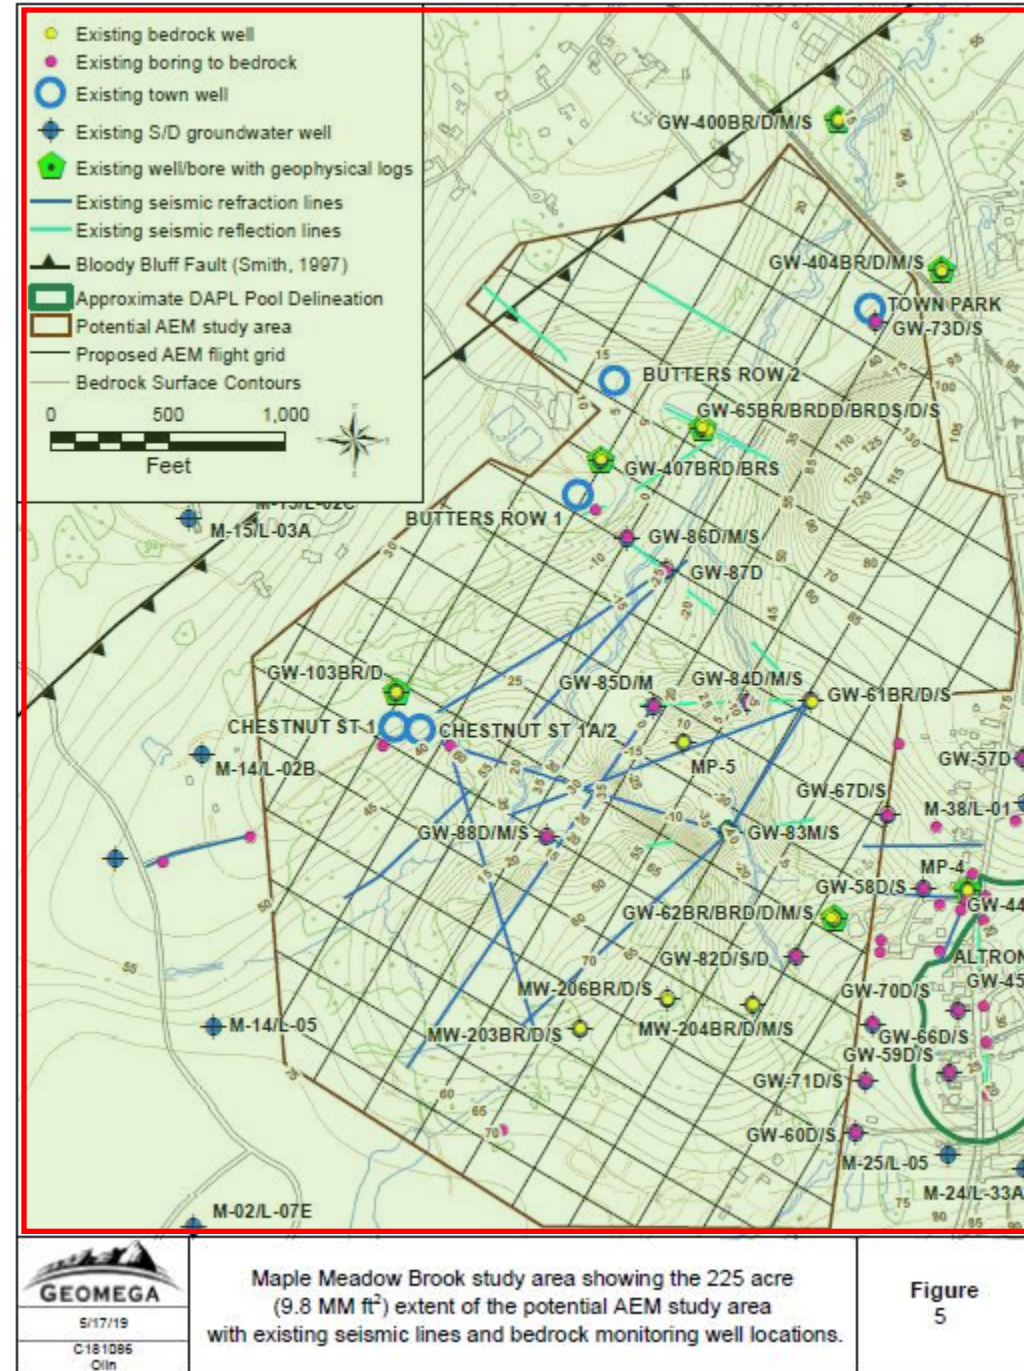 Existing bedrock well
Existing boring to bedrock
Existing town well
Existing S/D groundwater well
Existing well/bore with geophysical logs
Existing seismic refraction lines
Existing seismic reflection lines
Bloody Bluff Fault (Smith, 1997)
Approximate DAPL Pool Delineation
Potential AEM study area
Proposed AEM flight grid
Bedrock Surface Contours
0 500 1,000
Feet
GW-400BR/D/M/S
GW-404BR/D/M/S
TOWN PARK
GW-73D/S
BUTTERS ROW 2
GW-65BR/BRDD/BRDS/D/S
GW-407BRD/BRS
BUTTERS ROW 1
M-15/L-03A
GW-86D/M/S
GW-87D
GW-103BR/D
GW-85D/M
GW-84D/M/S
GW-61BR/D/S
CHESTNUT ST-1
CHESTNUT ST 1A/2
M-14/L-02B
MP-5
GW-57D
GW-67D/S
M-38/L-01
GW-88D/M/S
GW-83M/S
MP-4
GW-58D/S
GW-44
GW-62BR/BRD/D/M/S
GW-82D/S/D
ALTRON
GW-45
MW-206BR/D/S
GW-70D/S
M-14/L-05
MW-203BR/D/S
MW-204BR/D/M/S
GW-66D/S
GW-59D/S
GW-71D/S
GW-60D/S
M-25/L-05
M-24/L-33A
M-02/L-07E
GEOMEGA
5/17/19
C181086
Olin
Maple Meadow Brook study area showing the 225 acre
(9.8 MM ft²) extent of the potential AEM study area
with existing seismic lines and bedrock monitoring well locations.
Figure
5